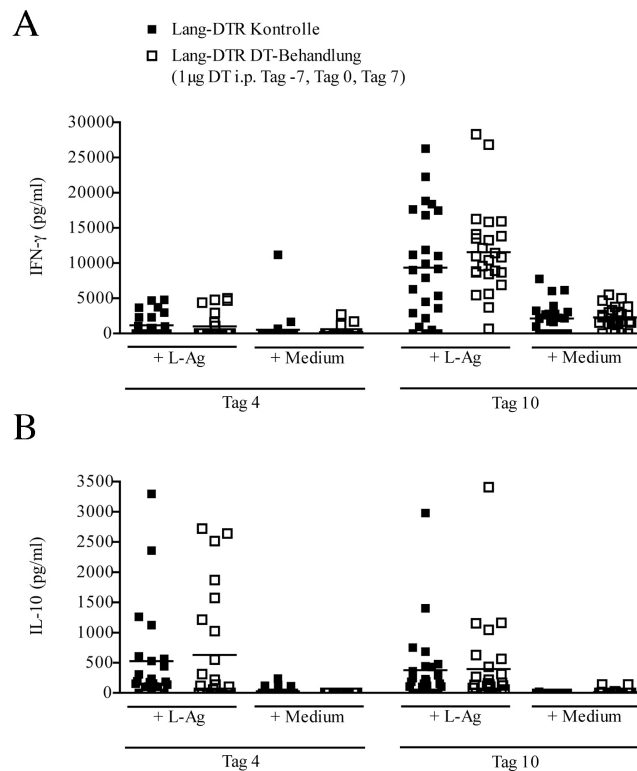 A
Lang-DTR Kontrolle
Lang-DTR DT-Behandlung
(1µg DT i.p. Tag -7, Tag 0, Tag 7)
30000
25000
20000
15000
10000
5000
0
IFN-γ (pg/ml)
+ L-Ag
+ Medium
+ L-Ag
+ Medium
Tag 4
Tag 10
B
3500
3000
2500
2000
1500
1000
500
0
IL-10 (pg/ml)
+ L-Ag
+ Medium
+ L-Ag
+ Medium
Tag 4
Tag 10